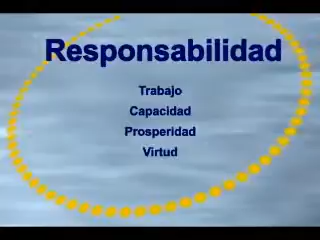 Responsabilidad
Trabajo
Capacidad
Prosperidad
Virtud